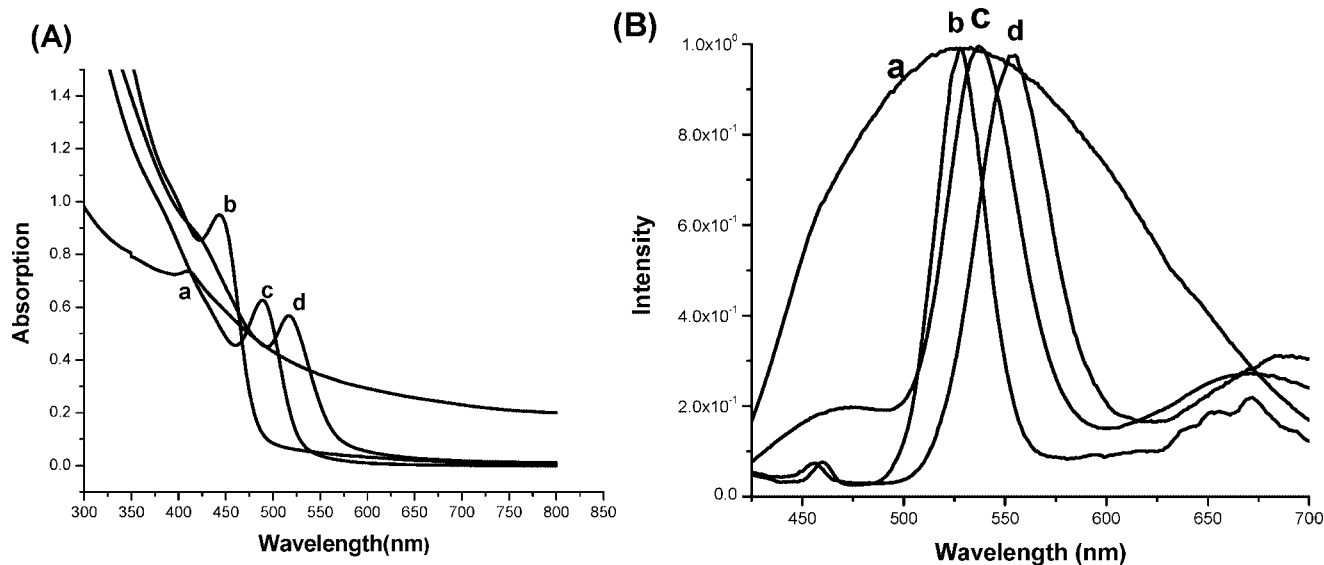 (A)
1.4
1.2
1.0
0.8
0.6
0.4
0.2
0.0
Absorption
a
b
c
d
300 350 400 450 500 550 600 650 700 750 800 850
Wavelength(nm)
(B)
1.0x10⁰
8.0x10⁻¹
6.0x10⁻¹
4.0x10⁻¹
2.0x10⁻¹
0.0
Intensity
a
b
c
d
450 500 550 600 650 700
Wavelength (nm)